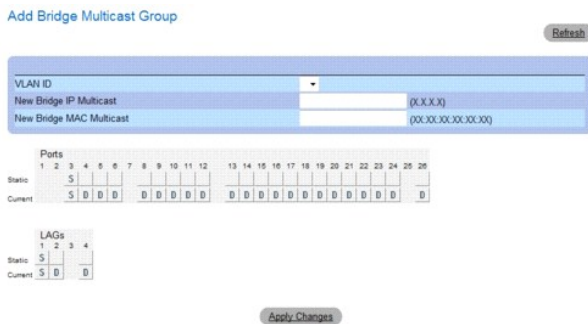 Add Bridge Multicast Group
Refresh
VLAN ID
New Bridge IP Multicast (X.X.X.X)
New Bridge MAC Multicast (XX:XX:XX:XX:XX:XX)
Ports
1 2 3 4 5 6 7 8 9 10 11 12 13 14 15 16 17 18 19 20 21 22 23 24 25 26
Static S
Current S D D D D D D D D D D D D D D D D D D D D D
LAGs
1 2 3 4
Static S
Current S D D
Apply Changes